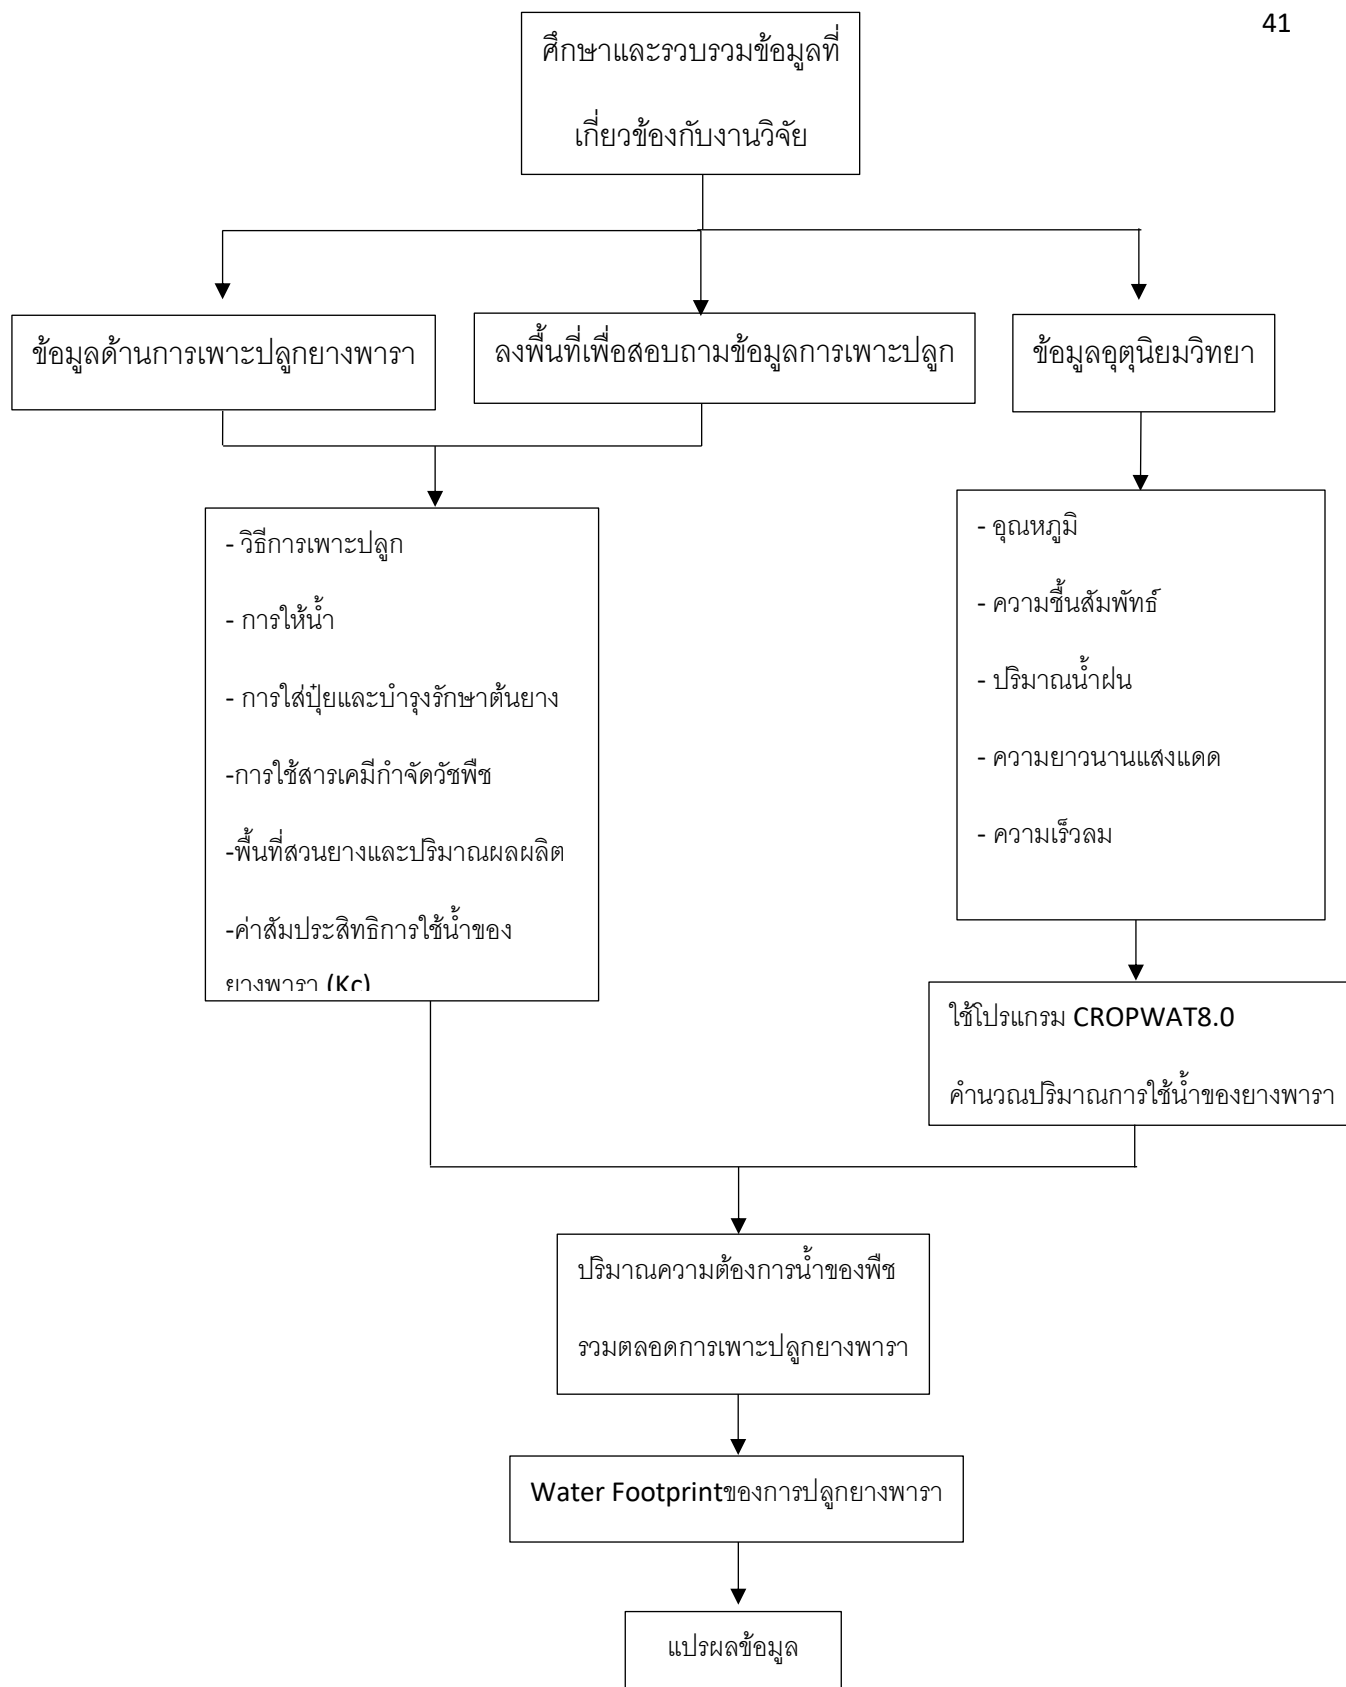 41
ศึกษาและรวบรวมข้อมูลที่
เกี่ยวข้องกับงานวิจัย
ข้อมูลด้านการเพาะปลูกยางพารา
ลงพื้นที่เพื่อสอบถามข้อมูลการเพาะปลูก
ข้อมูลอุตุนิยมวิทยา
- วิธีการเพาะปลูก
- การให้น้ำ
- การใส่ปุ๋ยและบำรุงรักษาต้นยาง
-การใช้สารเคมีกำจัดวัชพืช
-พื้นที่สวนยางและปริมาณผลผลิต
-ค่าสัมประสิทธิการใช้น้ำของ
ยางพารา (Kc)
- อุณหภูมิ
- ความชื้นสัมพัทธ์
- ปริมาณน้ำฝน
- ความยาวนานแสงแดด
- ความเร็วลม
ใช้โปรแกรม CROPWAT8.0
คำนวณปริมาณการใช้น้ำของยางพารา
ปริมาณความต้องการน้ำของพืช
รวมตลอดการเพาะปลูกยางพารา
Water Footprintของการปลูกยางพารา
แปรผลข้อมูล